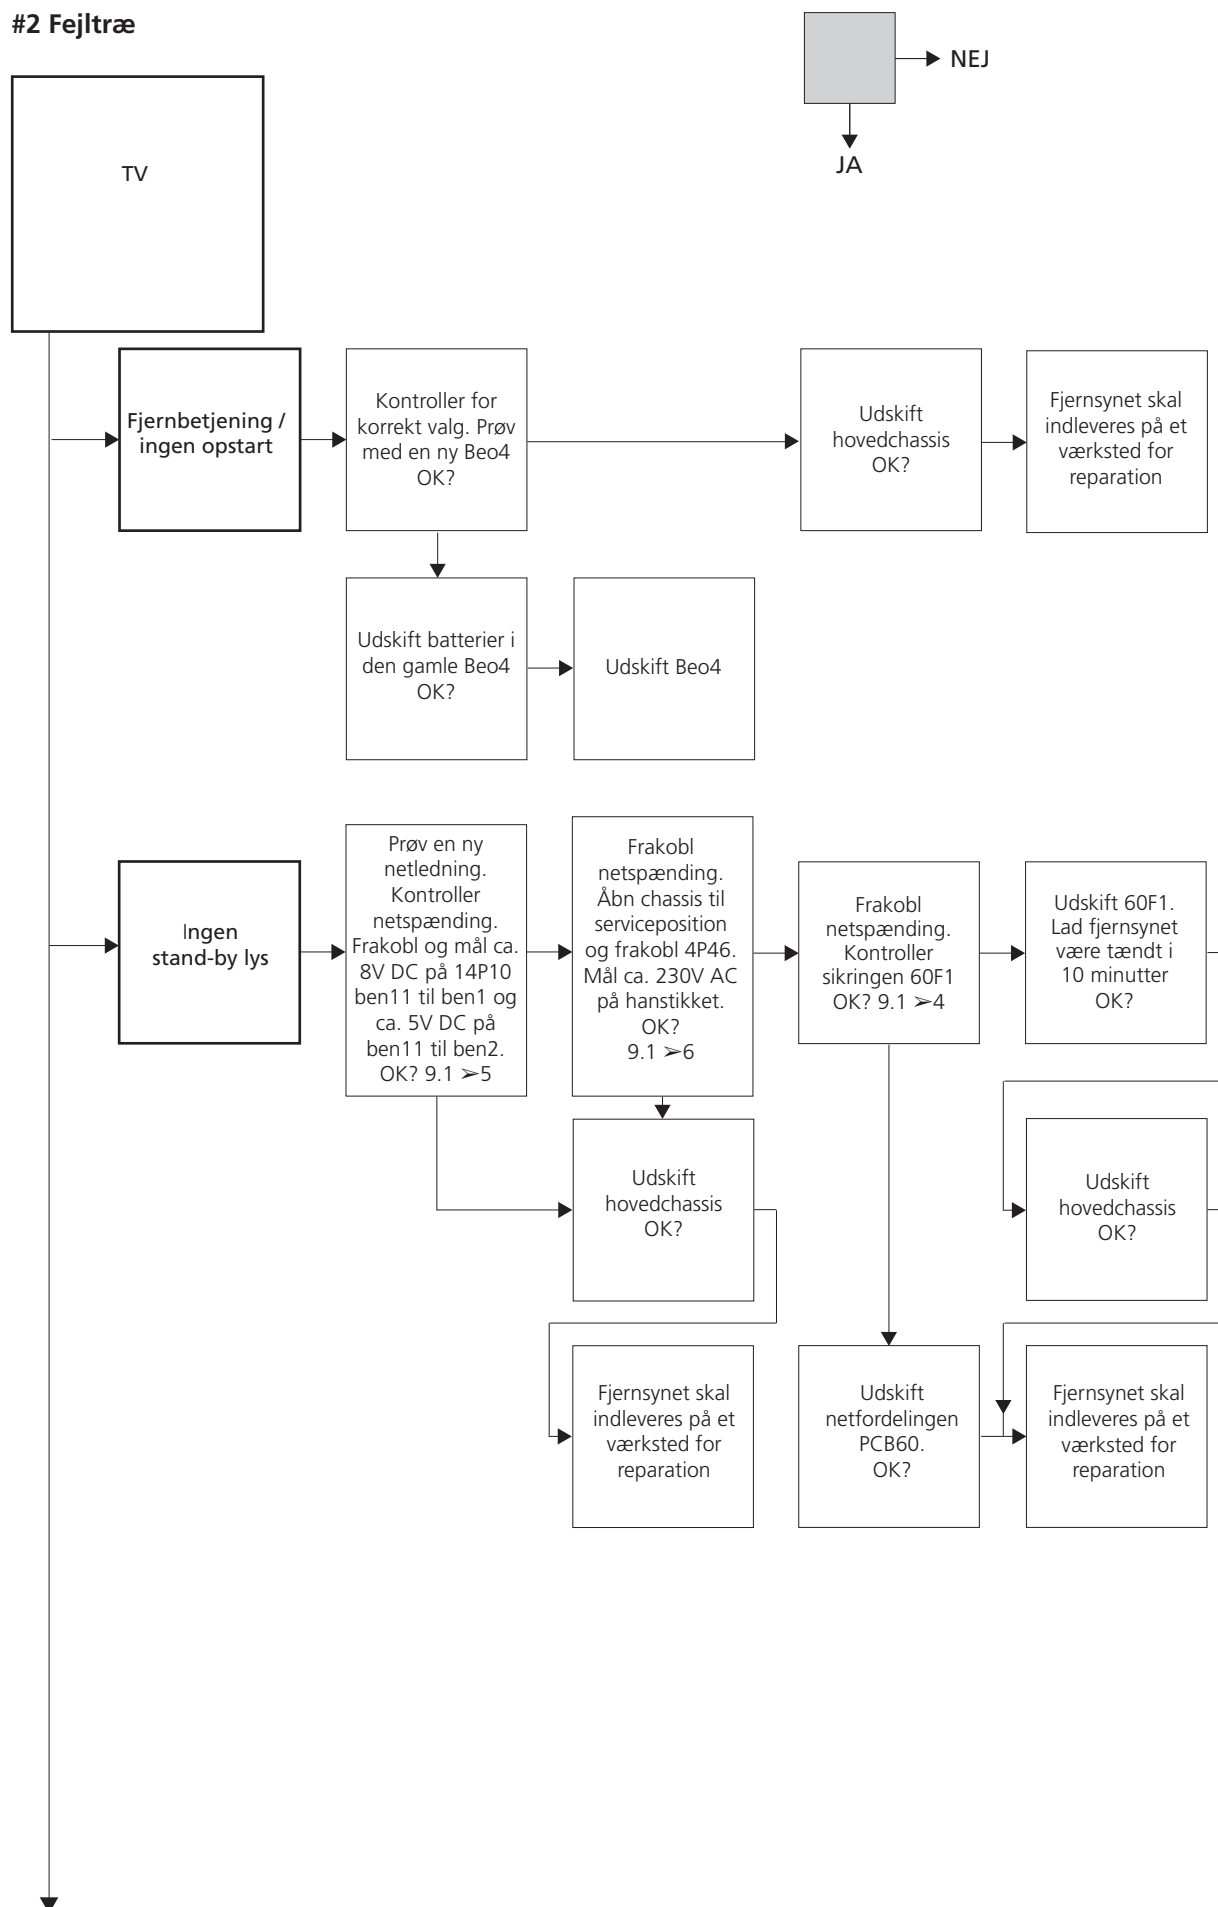 #2 Fejltræ
NEJ
JA
TV
Fjernbetjening /
ingen opstart
Kontroller for
korrekt valg. Prøv
med en ny Beo4
OK?
Udskift
hovedchassis
OK?
Fjernsynet skal
indleveres på et
værksted for
reparation
Udskift batterier i
den gamle Beo4
OK?
Udskift Beo4
Ingen
stand-by lys
Prøv en ny
netledning.
Kontroller
netspænding.
Frakobl og mål ca.
8V DC på 14P10
ben11 til ben1 og
ca. 5V DC på
ben11 til ben2.
OK? 9.1 ➢5
Frakobl
netspænding.
Åbn chassis til
serviceposition
og frakobl 4P46.
Mål ca. 230V AC
på hanstikket.
OK?
9.1 ➢6
Frakobl
netspænding.
Kontroller
sikringen 60F1
OK? 9.1 ➢4
Udskift 60F1.
Lad fjernsynet
være tændt i
10 minutter
OK?
Udskift
hovedchassis
OK?
Udskift
hovedchassis
OK?
Fjernsynet skal
indleveres på et
værksted for
reparation
Udskift
netfordelingen
PCB60.
OK?
Fjernsynet skal
indleveres på et
værksted for
reparation